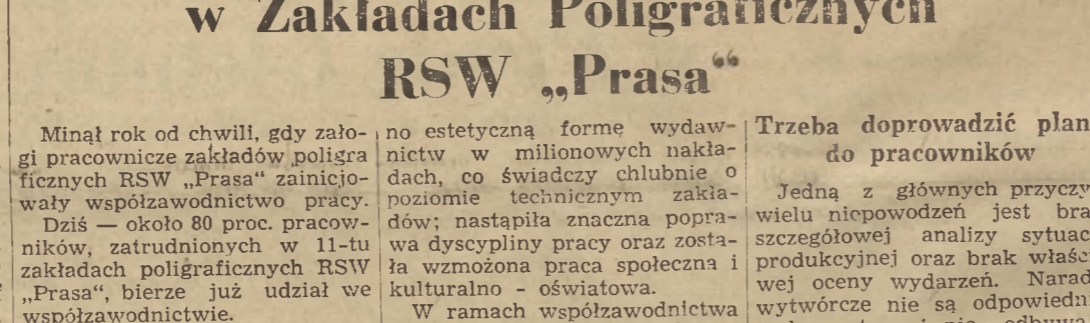 w Zakładach Poligraficznych
RSW „Prasa“
Minął rok od chwili, gdy zało-
gi pracownicze zakładów poligra
ficznych RSW „Prasa“ zainicjo-
wały współzawodnictwo pracy.
Dziś — około 80 proc. pracow-
ników, zatrudnionych w 11-tu
zakładach poligraficznych RSW
„Prasa“, bierze już udział we
współzawodnictwie.
no estetyczną formę wydaw-
nictw w milionowych nakła-
dach, co świadczy chlubnie o
poziomie technicznym zakła-
dów; nastąpiła znaczna popra-
wa dyscypliny pracy oraz zosta-
ła wzmożona praca społeczna i
kulturalno - oświatowa.
W ramach współzawodnictwa
Trzeba doprowadzić plan
do pracowników
Jedną z głównych przyczy
wielu niepowodzeń jest bra
szczegółowej analizy sytuac
produkcyjnej oraz brak właśc
wej oceny wydarzeń. Narad
wytwórcze nie są odpowiedn